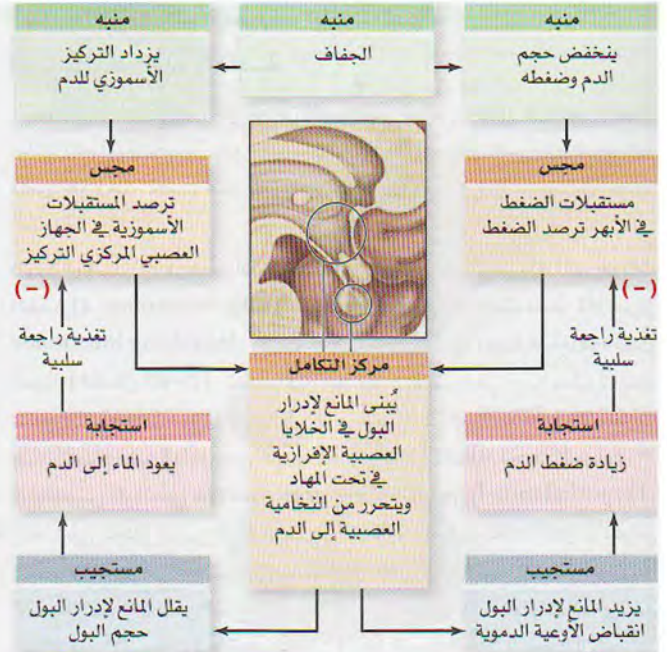 منبه
ينخفض حجم
الدم وضغطه
منبه
الجفاف
منبه
يزداد التركيز
الأسموزي للدم
مجس
مستقبلات الضغط
في الأبهر ترصد الضغط
مجس
ترصد المستقبلات
الأسموزية في الجهاز
العصبي المركزي التركيز
(-)
تغذية راجعة
سلبية
(-)
تغذية راجعة
سلبية
مركز التكامل
يُبنى المانع لإدرار
البول في الخلايا
العصبية الإفرازية
في تحت المهاد
ويتحرر من النخامية
العصبية إلى الدم
استجابة
زيادة ضغط الدم
استجابة
يعود الماء إلى الدم
مستجيب
يزيد المانع لإدرار البول
انقباض الأوعية الدموية
مستجيب
يقلل المانع لإدرار البول
حجم البول